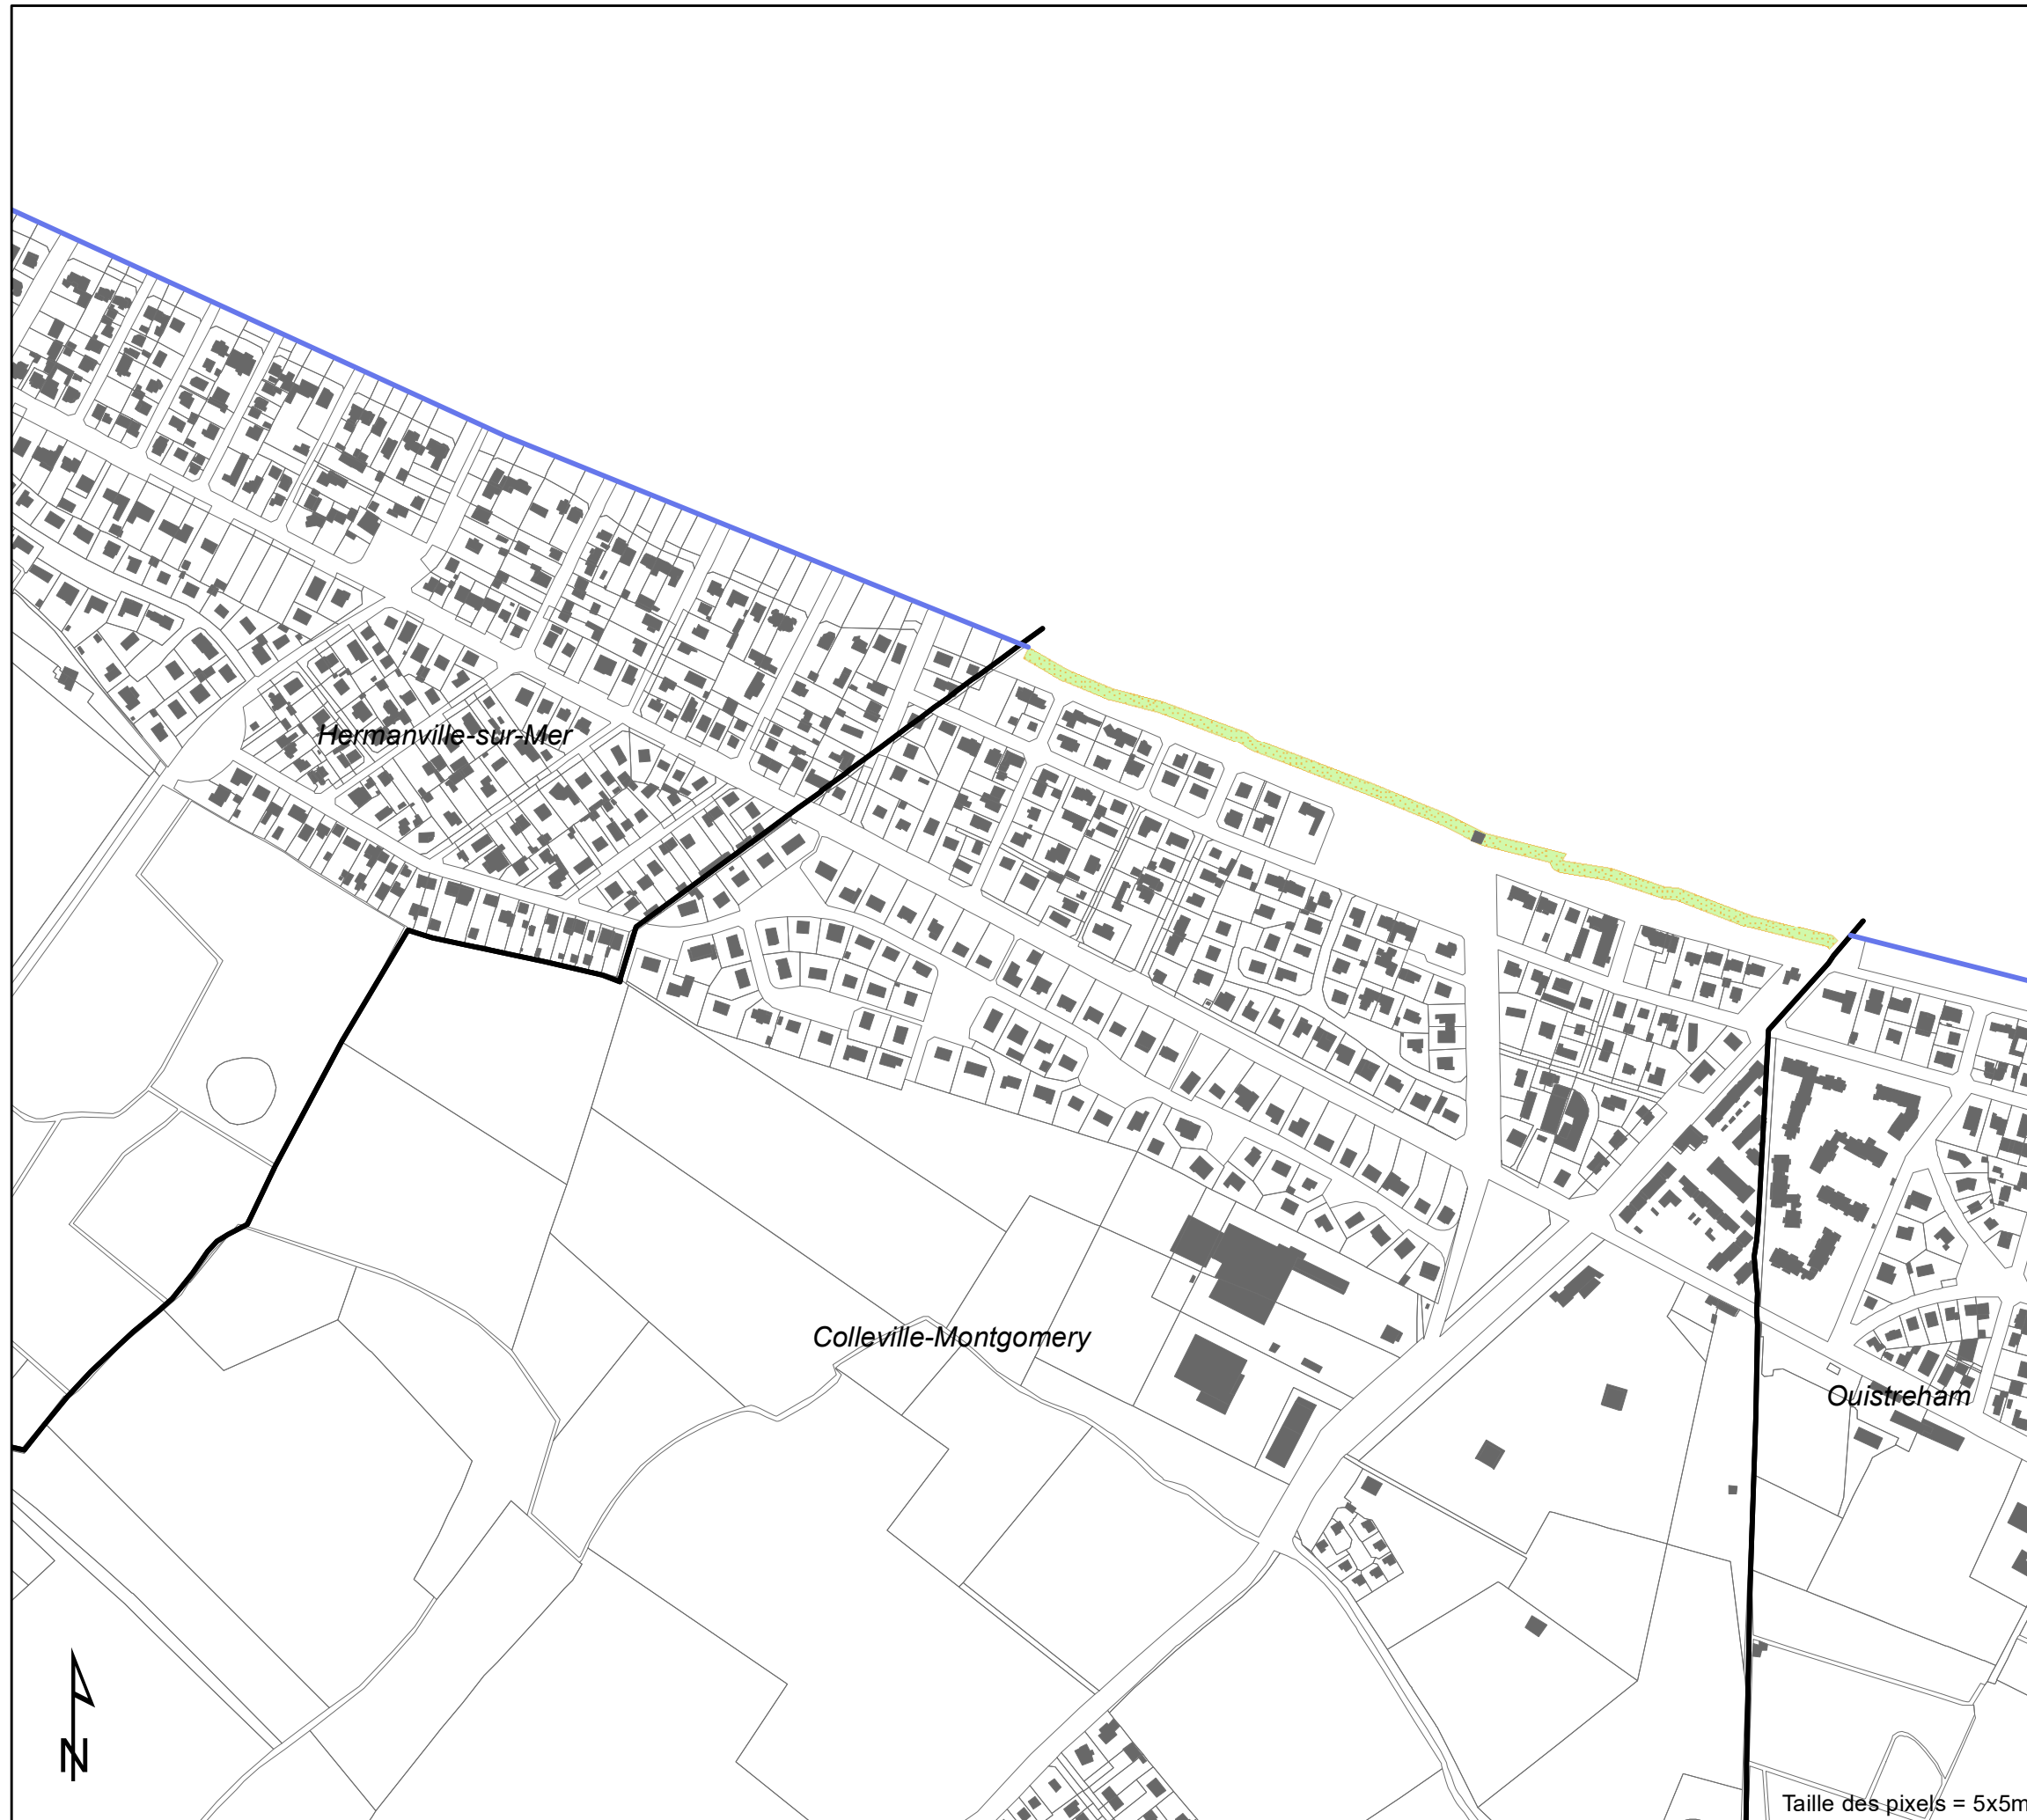 Hermanville-sur-Mer
Colleville-Montgomery
Ouistreham
N
Taille des pixels = 5x5m